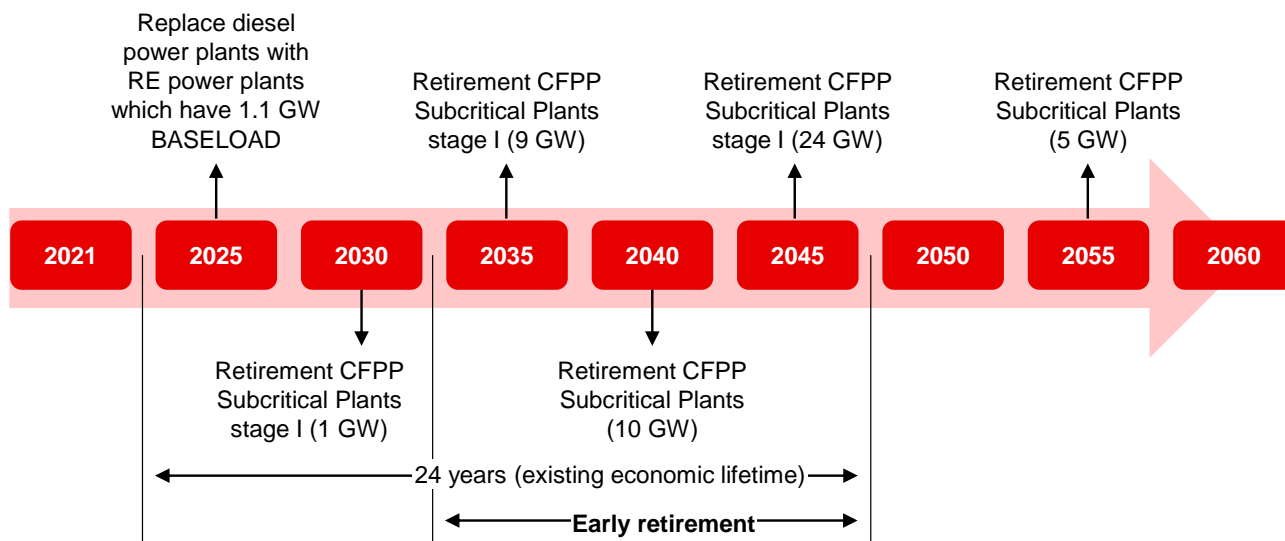 Replace diesel
power plants with
RE power plants
which have 1.1 GW
BASELOAD
Retirement CFPP
Subcritical Plants
stage I (9 GW)
Retirement CFPP
Subcritical Plants
stage I (24 GW)
Retirement CFPP
Subcritical Plants
(5 GW)
2021
2025
2030
2035
2040
2045
2050
2055
2060
Retirement CFPP
Subcritical Plants
stage I (1 GW)
Retirement CFPP
Subcritical Plants
(10 GW)
24 years (existing economic lifetime)
Early retirement